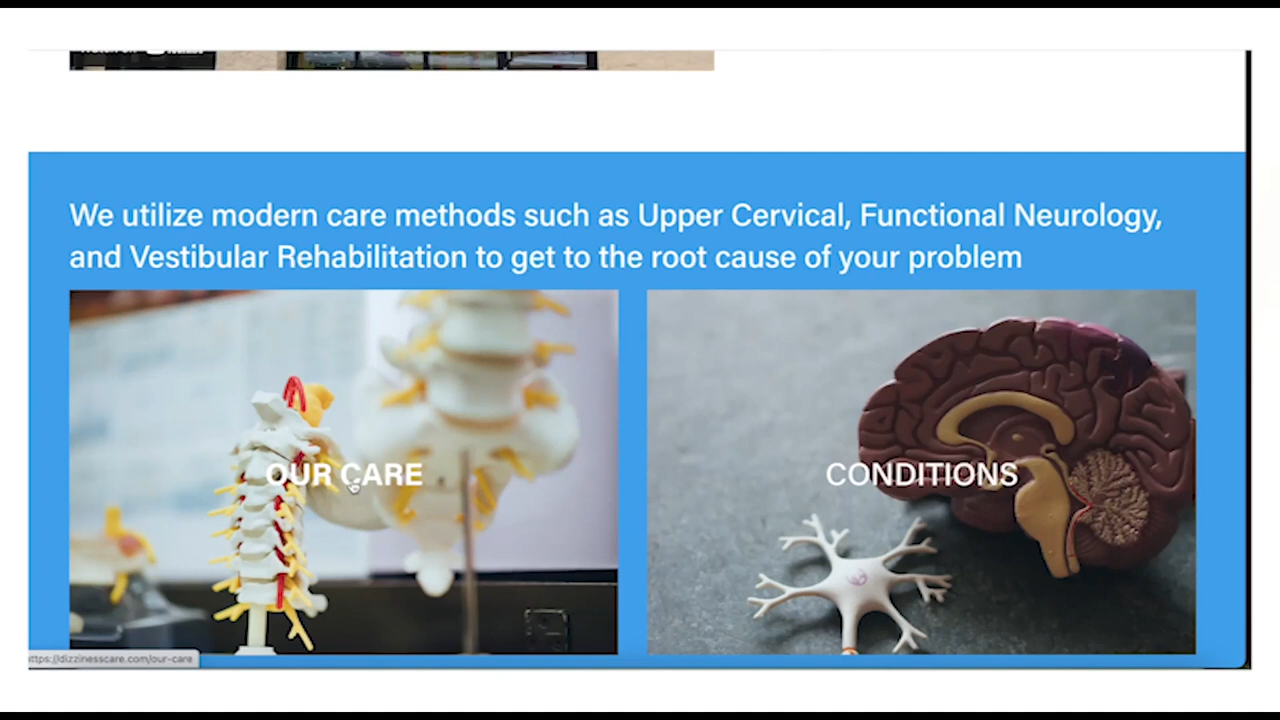 We utilize modern care methods such as Upper Cervical, Functional Neurology,
and Vestibular Rehabilitation to get to the root cause of your problem
OUR CARE
CONDITIONS
https://dizzinesscare.com/our-care